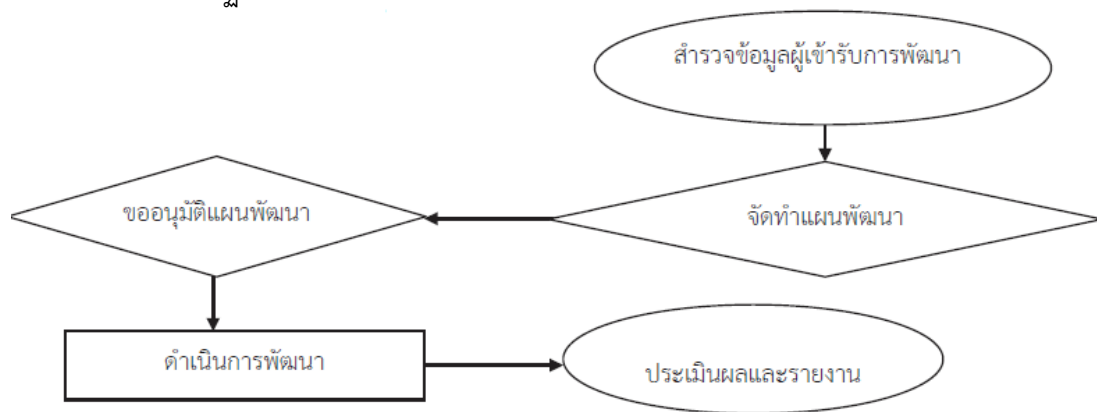 สำรวจข้อมูลผู้เข้ารับการพัฒนา
จัดทำแผนพัฒนา
ขออนุมัติแผนพัฒนา
ดำเนินการพัฒนา
ประเมินผลและรายงาน